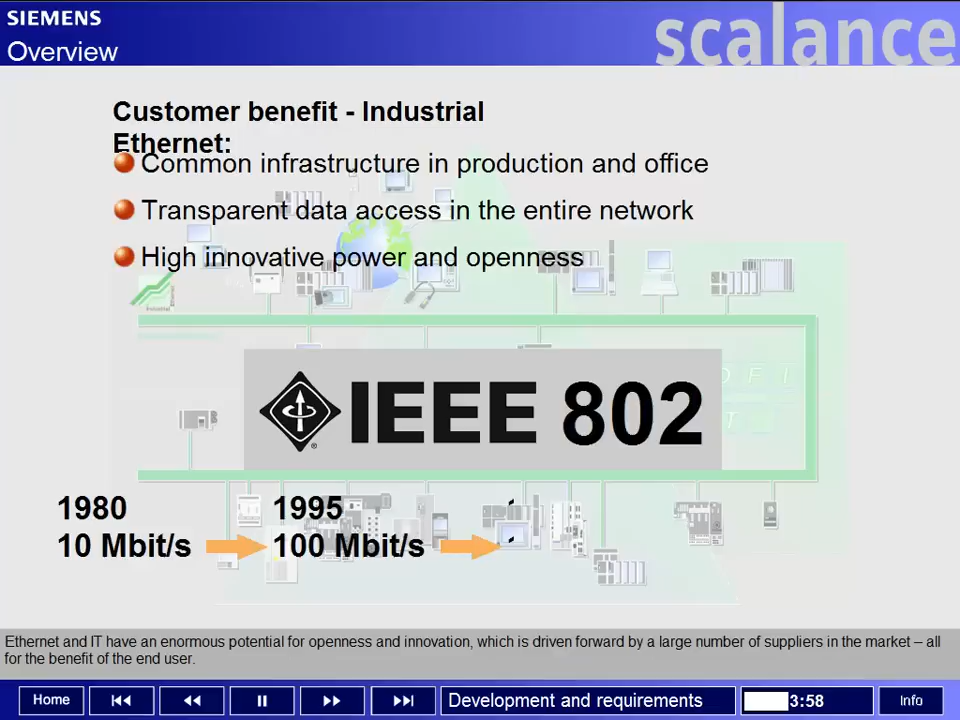 SIEMENS
scalance
Overview
Customer benefit - Industrial
Ethernet:
Common infrastructure in production and office
Transparent data access in the entire network
High innovative power and openness
Industrial
O F I
T
IEEE 802
1980 1995
10 Mbit/s 100 Mbit/s
Ethernet and IT have an enormous potential for openness and innovation, which is driven forward by a large number of suppliers in the market – all
for the benefit of the end user.
Home Development and requirements 3:58 Info